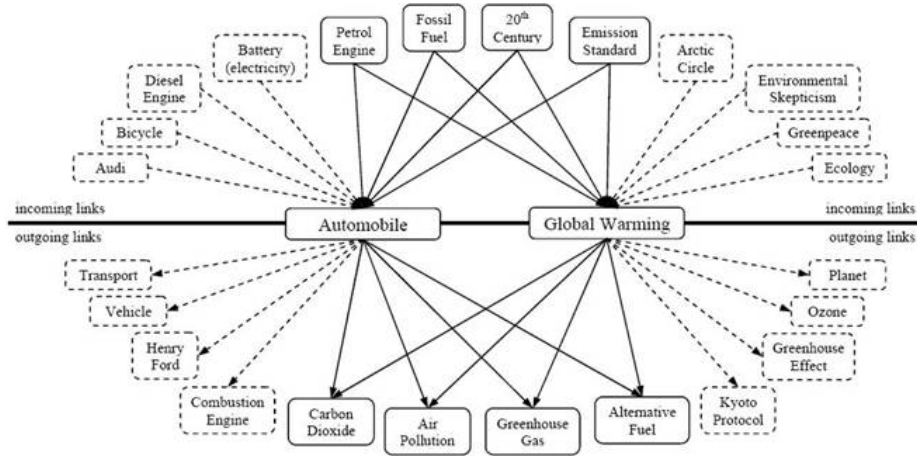 Battery
(electricity)
Petrol
Engine
Fossil
Fuel
20th
Century
Emission
Standard
Arctic
Circle
Diesel
Engine
Environmental
Skepticism
Bicycle
Greenpeace
Audi
Ecology
incoming links
incoming links
Automobile
Global Warming
outgoing links
outgoing links
Transport
Planet
Vehicle
Ozone
Henry
Ford
Greenhouse
Effect
Combustion
Engine
Carbon
Dioxide
Air
Pollution
Greenhouse
Gas
Alternative
Fuel
Kyoto
Protocol